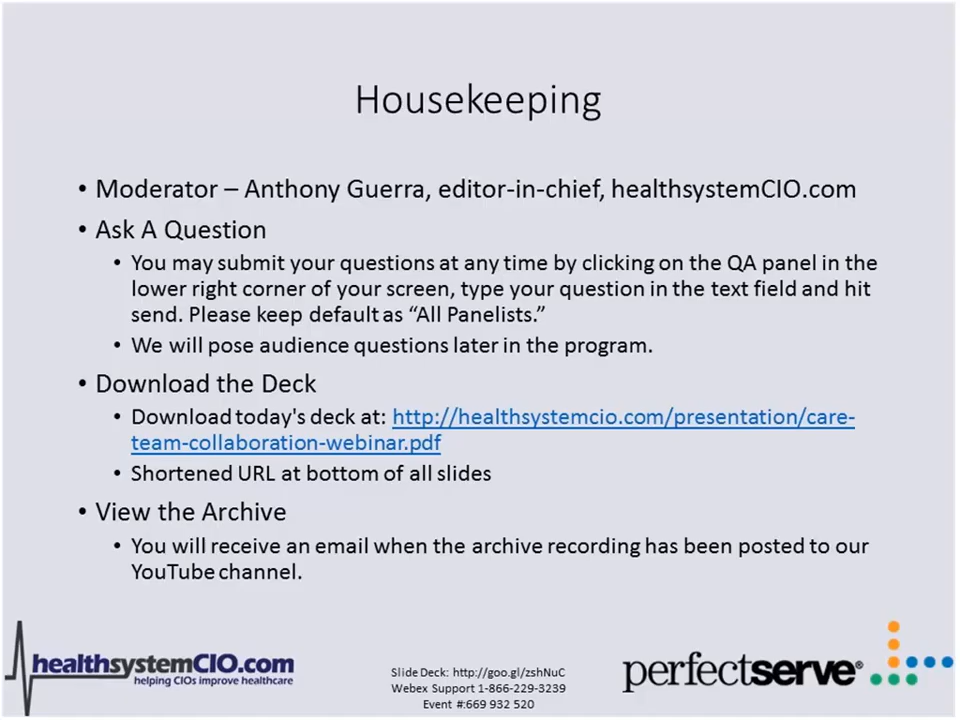 Housekeeping
• Moderator – Anthony Guerra, editor-in-chief, healthsystemCIO.com
• Ask A Question
• You may submit your questions at any time by clicking on the QA panel in the
lower right corner of your screen, type your question in the text field and hit
send. Please keep default as “All Panelists.”
• We will pose audience questions later in the program.
• Download the Deck
• Download today's deck at: http://healthsystemcio.com/presentation/care-
team-collaboration-webinar.pdf
• Shortened URL at bottom of all slides
• View the Archive
• You will receive an email when the archive recording has been posted to our
YouTube channel.
healthsystemCIO.com
helping CIOs improve healthcare
Slide Deck: http://goo.gl/zshNuC
Webex Support 1-866-229-3239
Event #:669 932 520
perfectserve®